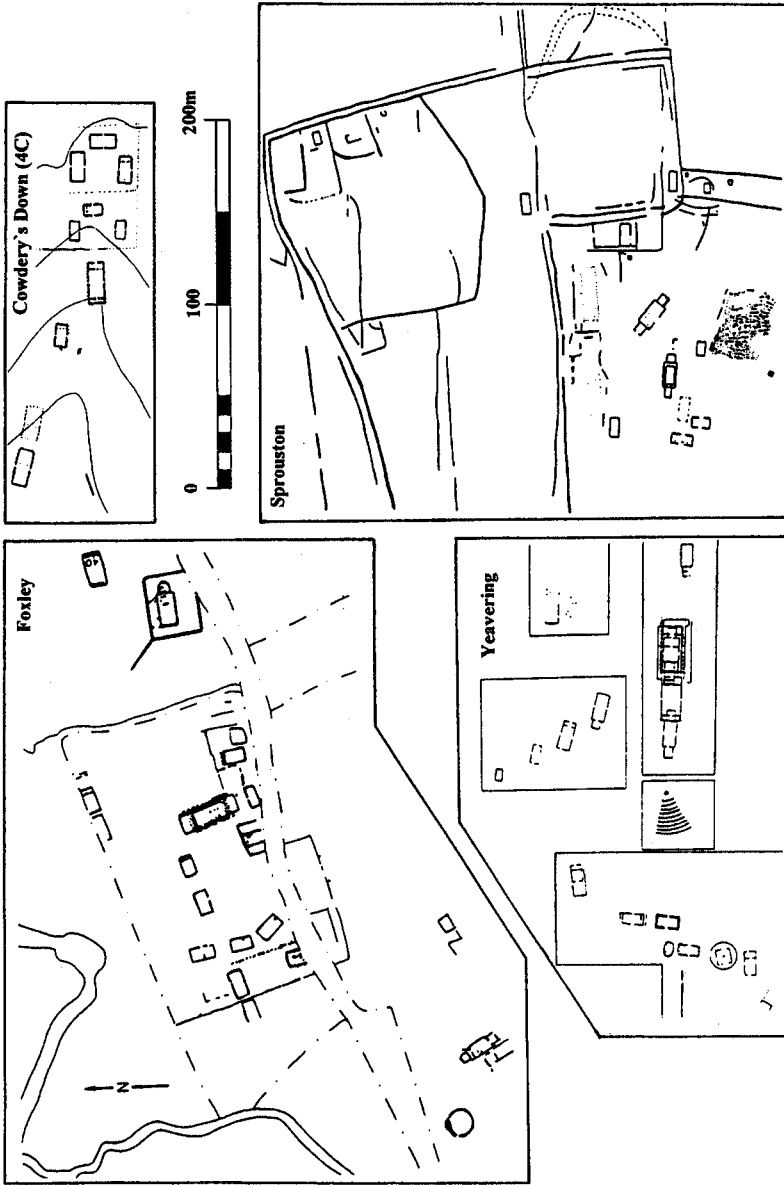 Cowdery`s Down (4C)
0
100
200m
Sprouston
Foxley
N
Yeavering